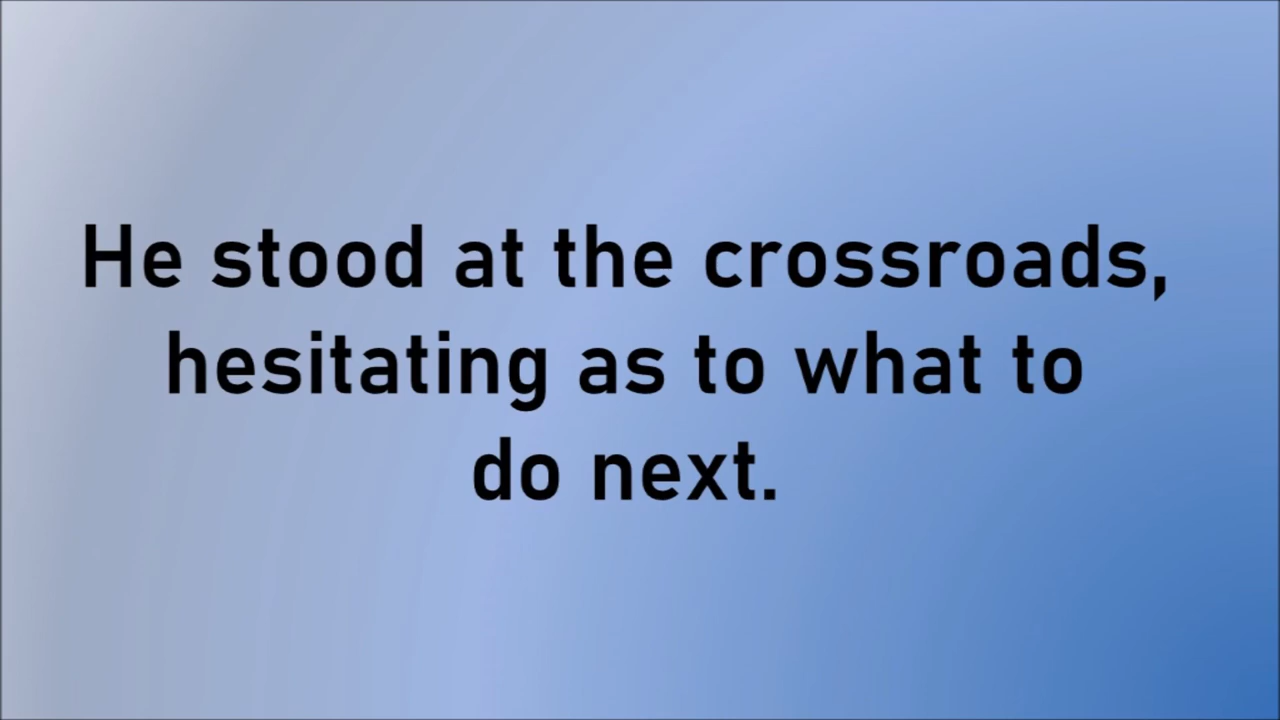 He stood at the crossroads,
hesitating as to what to
do next.